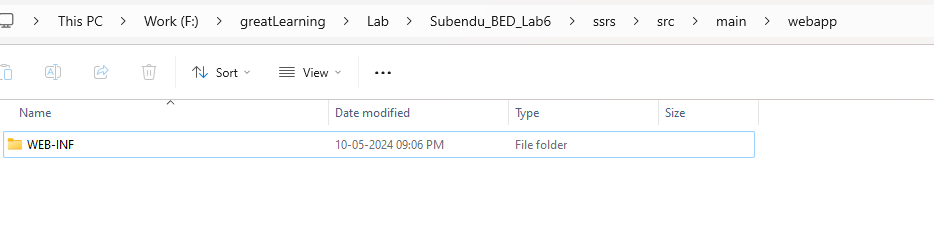 This PC > Work (F:) > greatLearning > Lab > Subendu_BED_Lab6 > ssrs > src > main > webapp
Sort View
Name Date modified Type Size
WEB-INF 10-05-2024 09:06 PM File folder